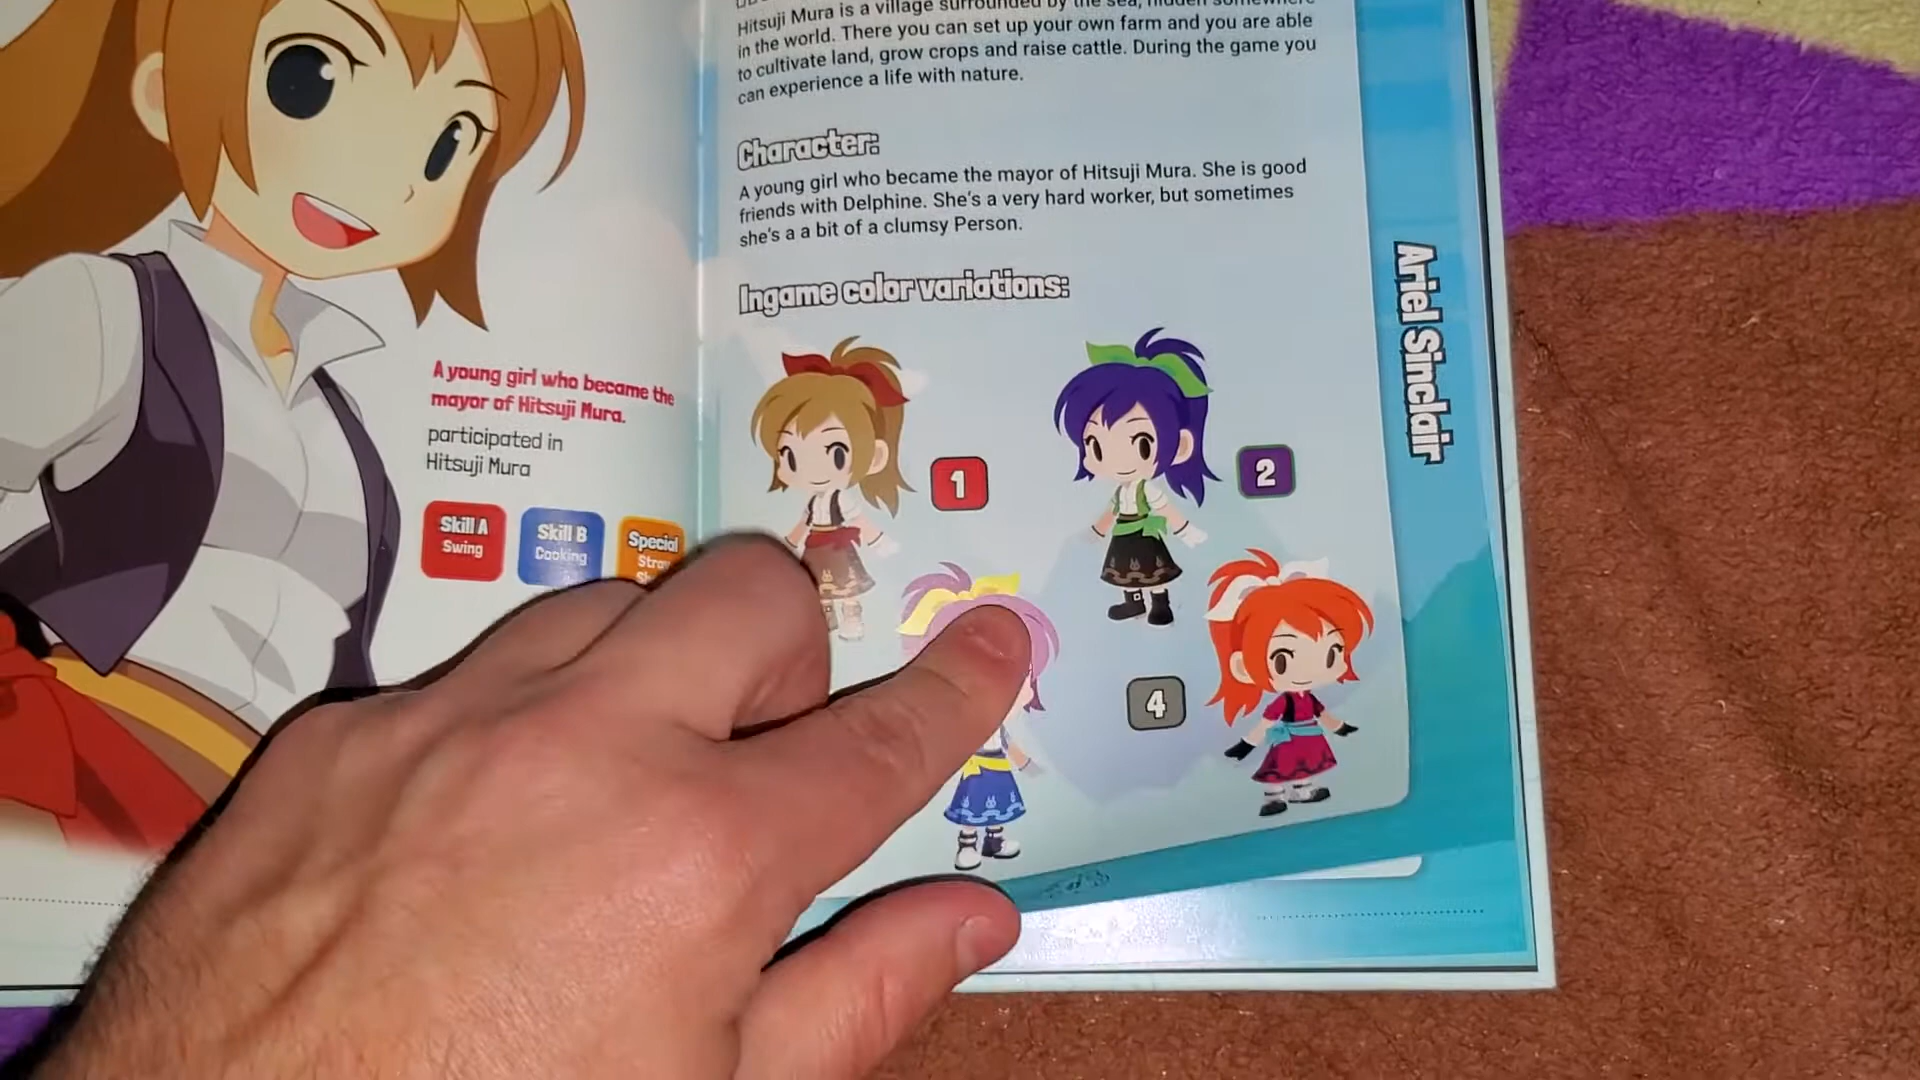 Hitsuji Mura is a village surrounded by the sea, hidden somewhere
in the world. There you can set up your own farm and you are able
to cultivate land, grow crops and raise cattle. During the game you
can experience a life with nature.
Character:
A young girl who became the mayor of Hitsuji Mura. She is good
friends with Delphine. She's a very hard worker, but sometimes
she's a a bit of a clumsy Person.
Ingame color variations:
1
2
4
A young girl who became the
mayor of Hitsuji Mura.
participated in
Hitsuji Mura
Skill A
Swing
Skill B
Cooking
Special
Ariel Sinclair